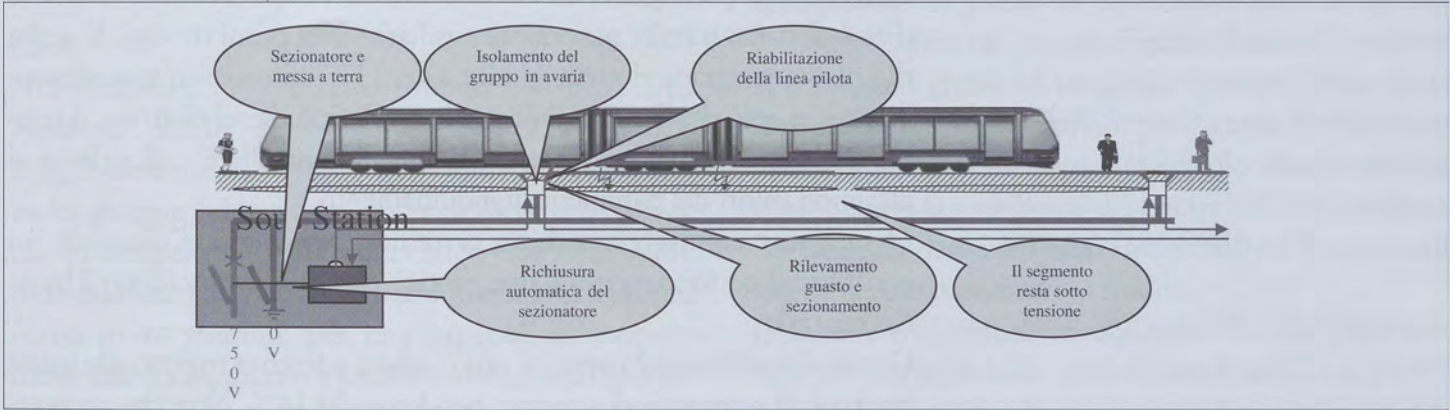 Sezionatore e
messa a terra
Isolamento del
gruppo in avaria
Riabilitazione
della linea pilota
Sous-Station
Richiusura
automatica del
sezionatore
Rilevamento
guasto e
sezionamento
Il segmento
resta sotto
tensione
7
5
0
V
0
V